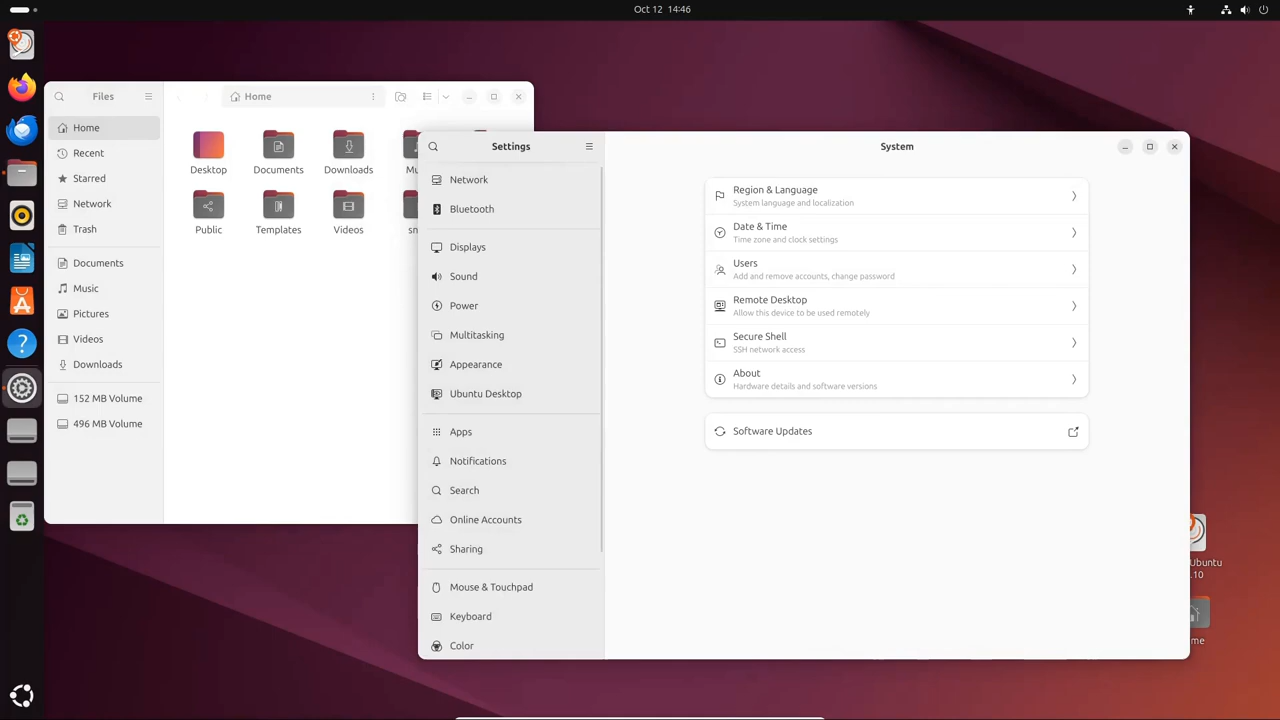 Oct 12 14:46
Files
Home
Home
Recent
Starred
Network
Trash
Documents
Music
Pictures
Videos
Downloads
152 MB Volume
496 MB Volume
Desktop
Documents
Downloads
Public
Templates
Videos
Settings
Network
Bluetooth
Displays
Sound
Power
Multitasking
Appearance
Ubuntu Desktop
Apps
Notifications
Search
Online Accounts
Sharing
Mouse & Touchpad
Keyboard
Color
System
Region & Language
System language and localization
Date & Time
Time zone and clock settings
Users
Add and remove accounts, change password
Remote Desktop
Allow this device to be used remotely
Secure Shell
SSH network access
About
Hardware details and software versions
Software Updates
Ubuntu
.10
me